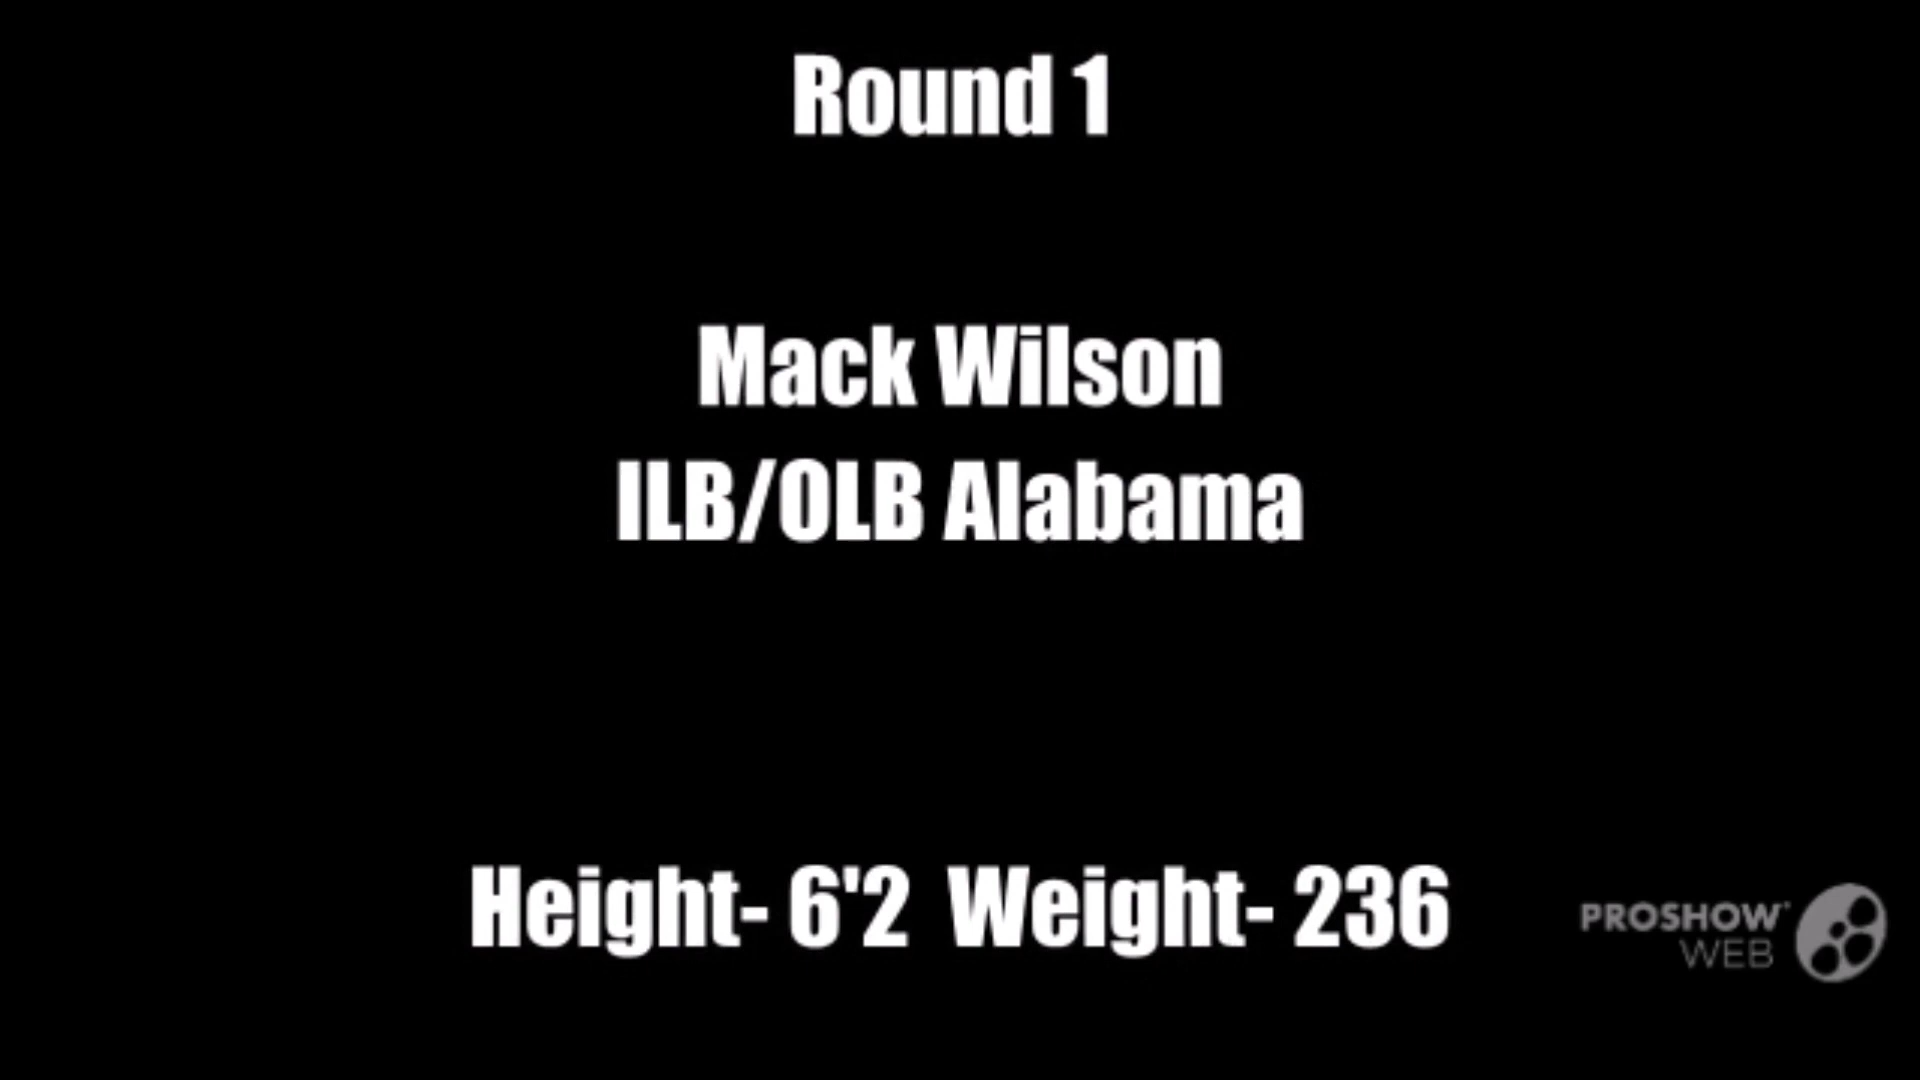 Round 1
Mack Wilson
ILB/OLB Alabama
Height- 6'2 Weight- 236
PROSHOW
WEB